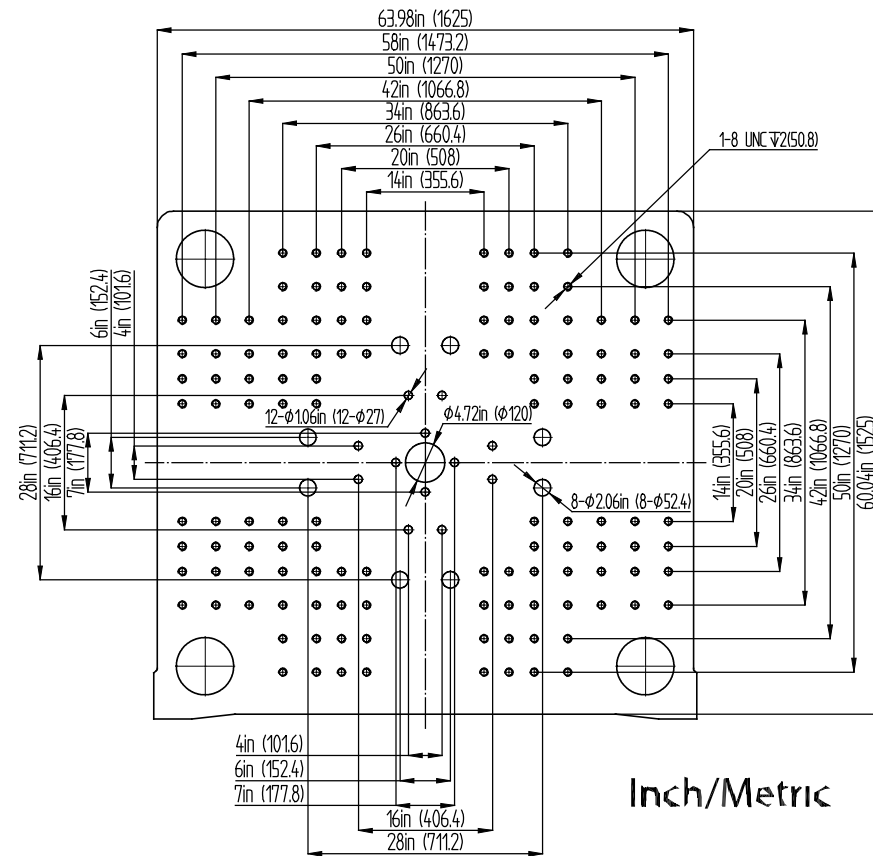 63.98in (1625)
58in (1473.2)
50in (1270)
42in (1066.8)
34in (863.6)
26in (660.4)
20in (508)
14in (355.6)
1-8 UNC↧2(50.8)
6in (152.4)
4in (101.6)
28in (711.2)
16in (406.4)
7in (177.8)
12-ϕ1.06in (12-ϕ27)
ϕ4.72in (ϕ120)
8-ϕ2.06in (8-ϕ52.4)
14in (355.6)
20in (508)
26in (660.4)
34in (863.6)
42in (1066.8)
50in (1270)
60.04in (1525)
4in (101.6)
6in (152.4)
7in (177.8)
16in (406.4)
28in (711.2)
Inch/Metric